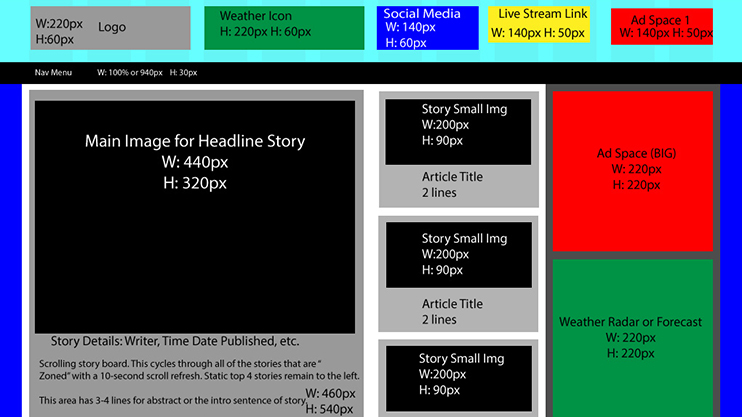 W:220px
H:60px
Logo
Weather Icon
H: 220px H: 60px
Social Media
W: 140px
H: 60px
Live Stream Link
W: 140px H: 50px
Ad Space 1
W: 140px H: 50px
Nav Menu W: 100% or 940px H: 30px
Main Image for Headline Story
W: 440px
H: 320px
Story Details: Writer, Time Date Published, etc.
Scrolling story board. This cycles through all of the stories that are “
Zoned” with a 10-second scroll refresh. Static top 4 stories remain to the left.
This area has 3-4 lines for abstract or the intro sentence of story
W: 460px
H: 540px
Story Small Img
W:200px
H: 90px
Article Title
2 lines
Story Small Img
W:200px
H: 90px
Article Title
2 lines
Story Small Img
W:200px
H: 90px
Ad Space (BIG)
W: 220px
H: 220px
Weather Radar or Forecast
W: 220px
H: 220px